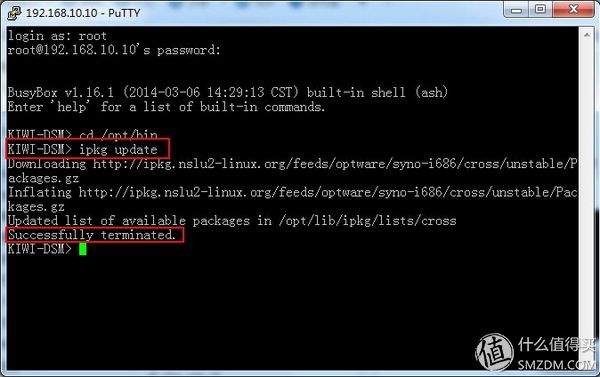 192.168.10.10 - PuTTY
login as: root
root@192.168.10.10's password:
BusyBox v1.16.1 (2014-03-06 14:29:13 CST) built-in shell (ash)
Enter 'help' for a list of built-in commands.
KIWI-DSM> cd /opt/bin
KIWI-DSM> ipkg update
Downloading http://ipkg.nslu2-linux.org/feeds/optware/syno-i686/cross/unstable/P
ackages.gz
Inflating http://ipkg.nslu2-linux.org/feeds/optware/syno-i686/cross/unstable/Pac
kages.gz
Updated list of available packages in /opt/lib/ipkg/lists/cross
Successfully terminated.
KIWI-DSM>
值 什么值得买
SMZDM.COM